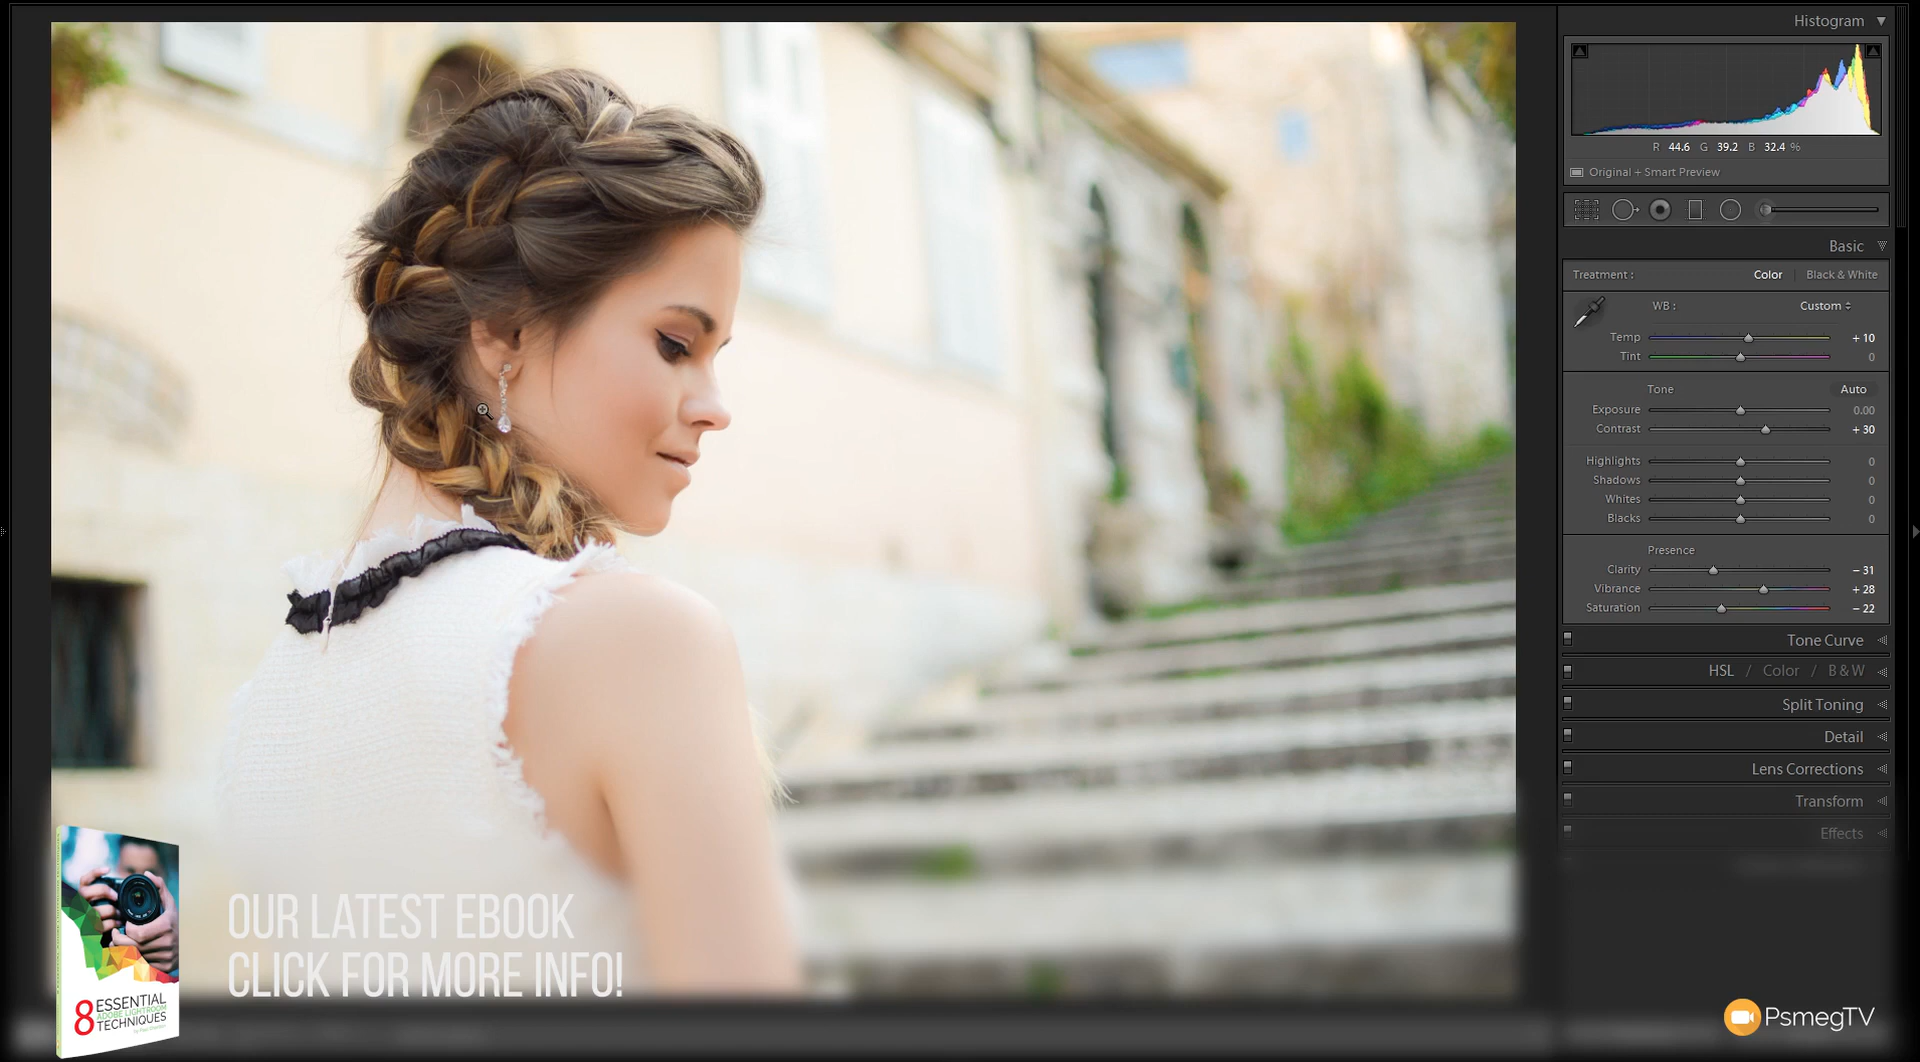 Histogram
R 44.6 G 39.2 B 32.4 %
Original + Smart Preview
Basic
Treatment : Color Black & White
WB : Custom
Temp + 10
Tint 0
Tone Auto
Exposure 0.00
Contrast + 30
Highlights 0
Shadows 0
Whites 0
Blacks 0
Presence
Clarity – 31
Vibrance + 28
Saturation – 22
Tone Curve
HSL / Color / B & W
Split Toning
Detail
Lens Corrections
Transform
Effects
OUR LATEST EBOOK
CLICK FOR MORE INFO!
8 ESSENTIAL
ADOBE LIGHTROOM
TECHNIQUES
PsmegTV